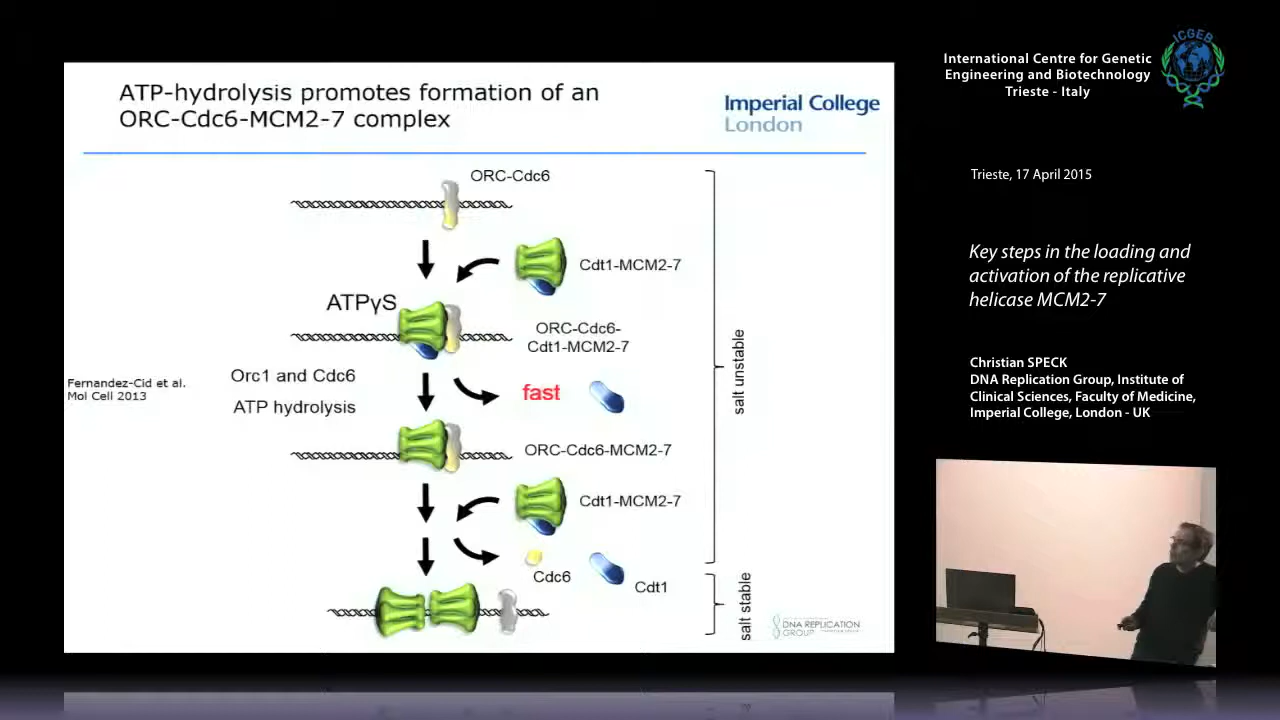 ATP-hydrolysis promotes formation of an
ORC-Cdc6-MCM2-7 complex
Imperial College
London
ORC-Cdc6
Cdt1-MCM2-7
ATPγS
ORC-Cdc6-
Cdt1-MCM2-7
Fernandez-Cid et al.
Mol Cell 2013
Orc1 and Cdc6
ATP hydrolysis
fast
ORC-Cdc6-MCM2-7
Cdt1-MCM2-7
Cdc6
Cdt1
salt unstable
salt stable
DNA REPLICATION
GROUP
ICGEB
International Centre for Genetic
Engineering and Biotechnology
Trieste - Italy
Trieste, 17 April 2015
Key steps in the loading and
activation of the replicative
helicase MCM2-7
Christian SPECK
DNA Replication Group, Institute of
Clinical Sciences, Faculty of Medicine,
Imperial College, London - UK